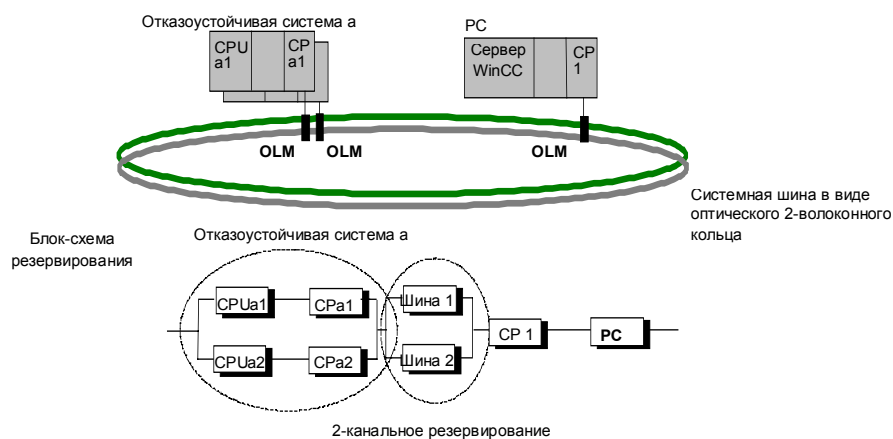 Отказоустойчивая система а
PC
CPU
a1
CP
a1
Сервер
WinCC
CP
1
OLM
OLM
OLM
Системная шина в виде
оптического 2-волоконного
кольца
Блок-схема
резервирования
Отказоустойчивая система а
CPUa1
CPa1
Шина 1
CP 1
PC
CPUa2
CPa2
Шина 2
2-канальное резервирование